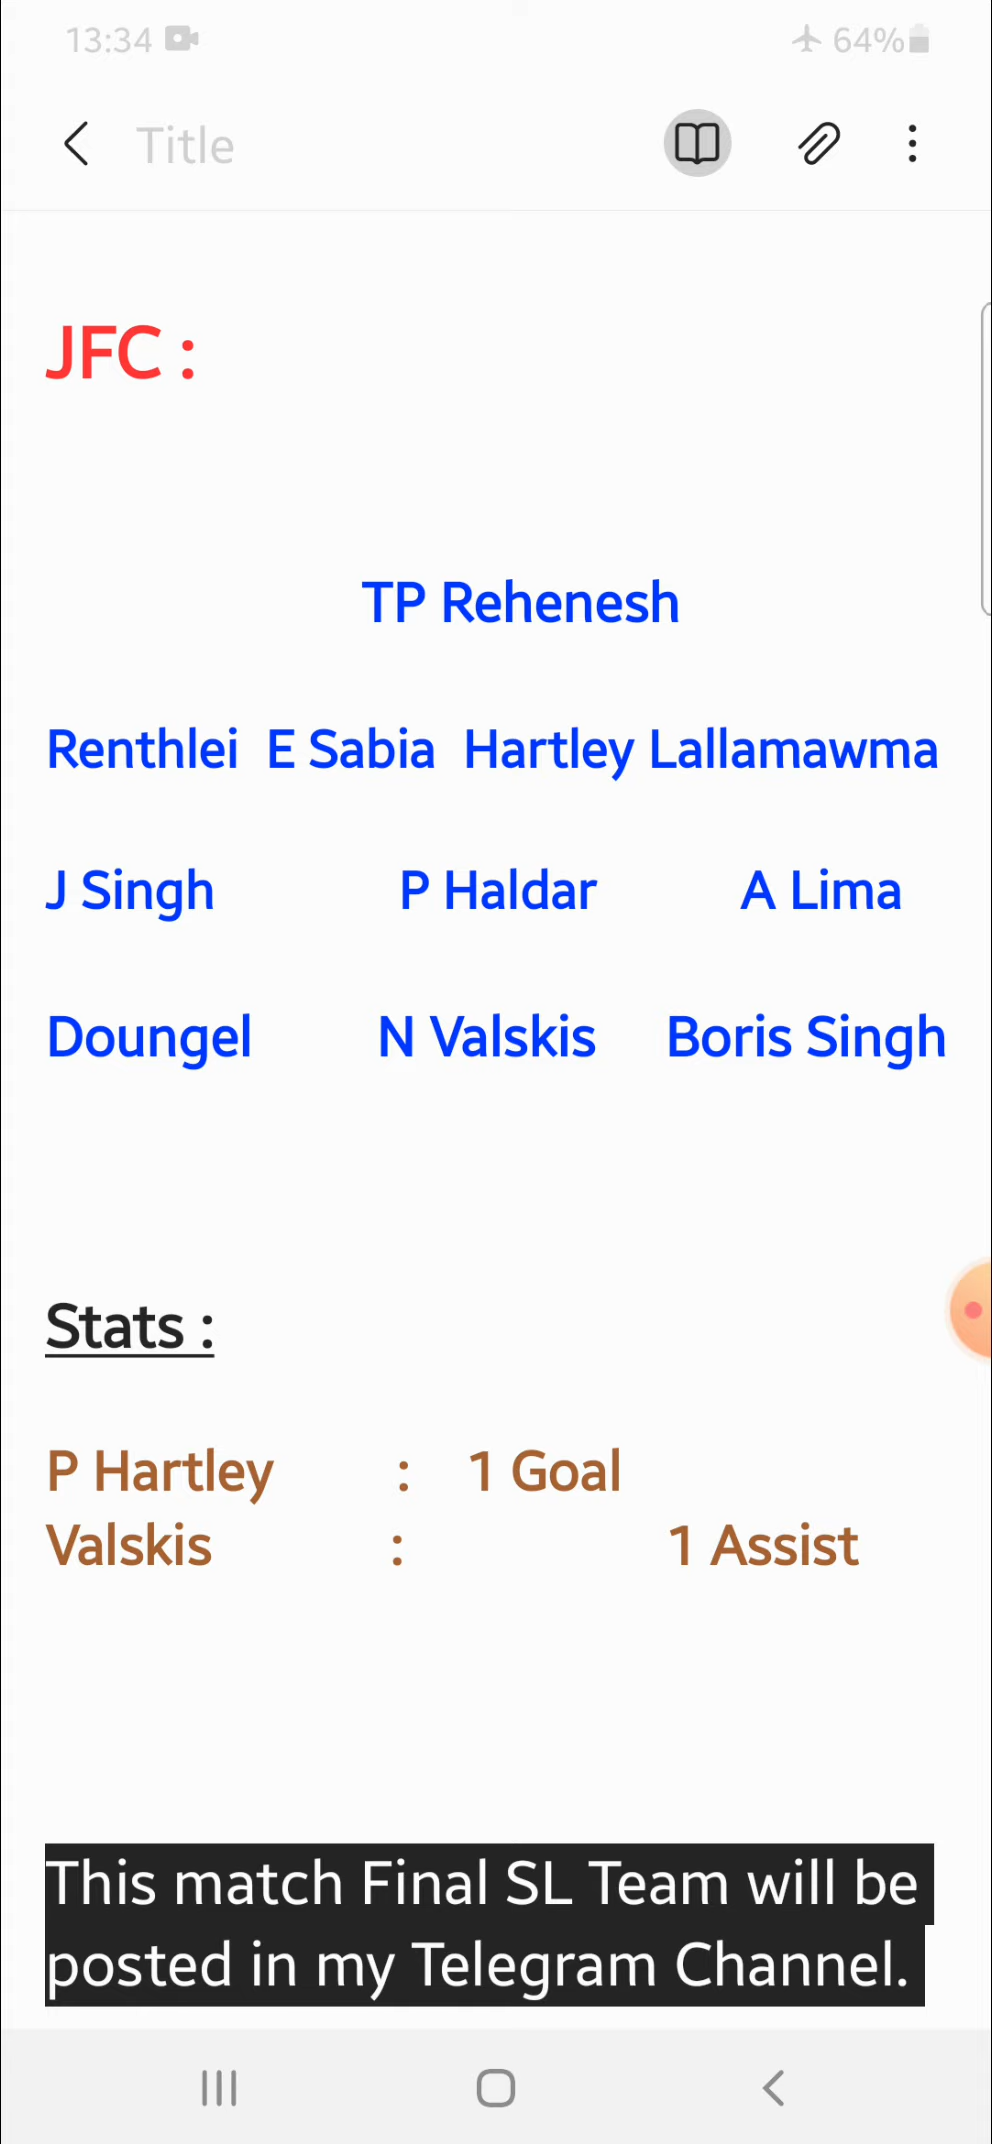 13:34 64%
Title
JFC :
TP Rehenesh
Renthlei E Sabia Hartley Lallamawma
J Singh P Haldar A Lima
Doungel N Valskis Boris Singh
Stats :
P Hartley : 1 Goal
Valskis : 1 Assist
This match Final SL Team will be
posted in my Telegram Channel.